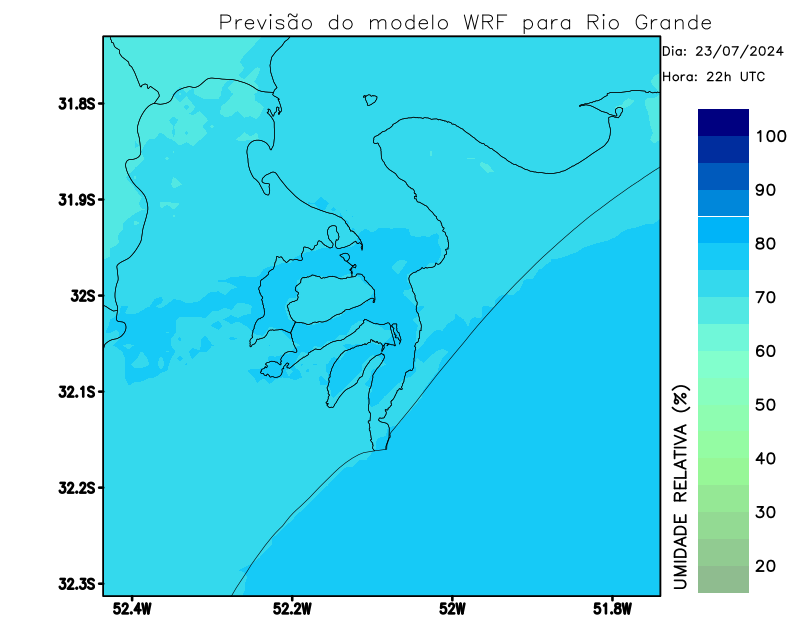 Previsão do modelo WRF para Rio Grande
Dia: 23/07/2024
Hora: 22h UTC
31.8S
31.9S
32S
32.1S
32.2S
32.3S
52.4W
52.2W
52W
51.8W
100
90
80
70
60
50
40
30
20
UMIDADE RELATIVA (%)